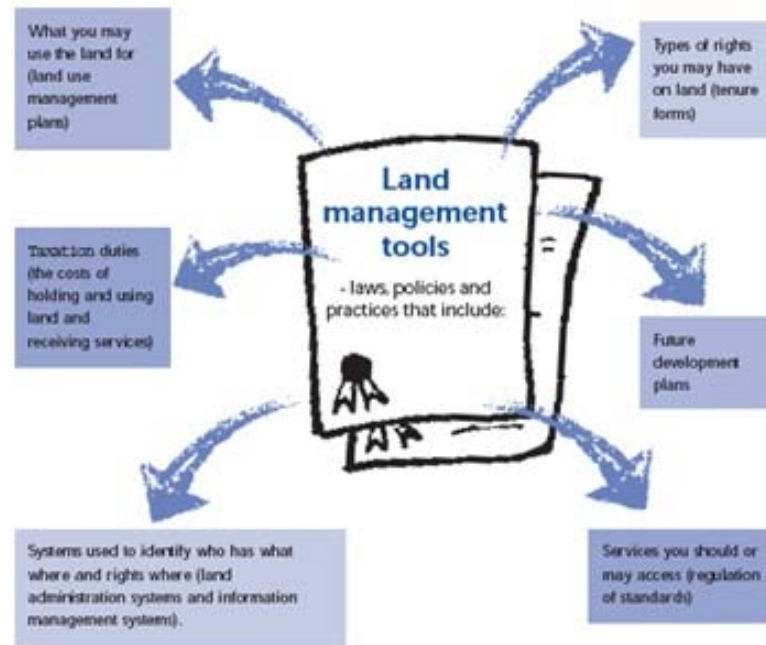 What you may
use the land for
(land use
management
plans)
Types of rights
you may have
on land (tenure
forms)
Land
management
tools
- laws, policies and
practices that include:
Taxation duties
(the costs of
holding and using
land and
receiving services)
Future
development
plans
Systems used to identify who has what
where and rights where (land
administration systems and information
management systems).
Services you should or
may access (regulation
of standards)